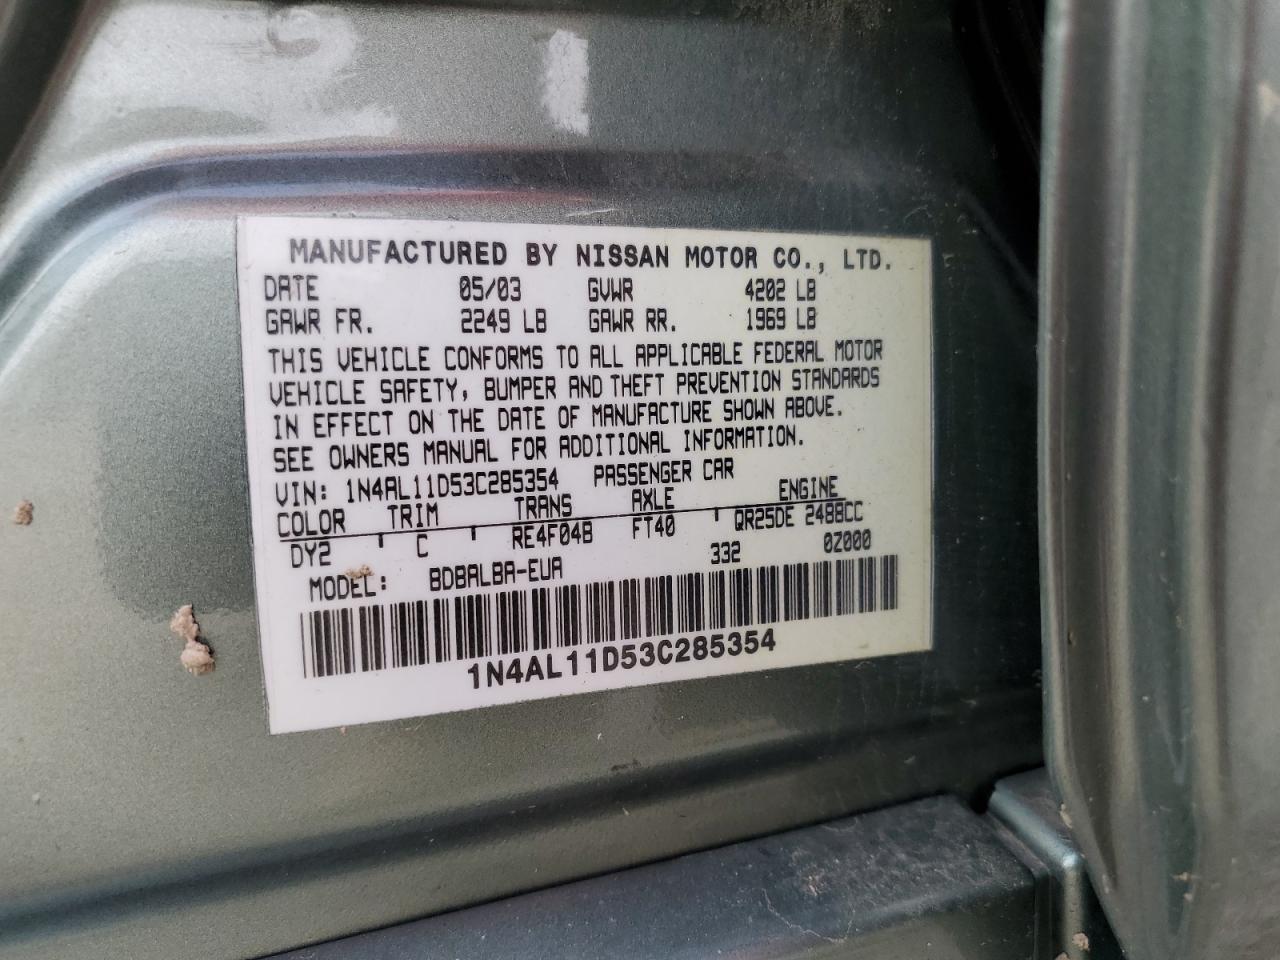 MANUFACTURED BY NISSAN MOTOR CO., LTD.
DATE 05/03 GVWR 4202 LB
GAWR FR. 2249 LB GAWR RR. 1969 LB
THIS VEHICLE CONFORMS TO ALL APPLICABLE FEDERAL MOTOR
VEHICLE SAFETY, BUMPER AND THEFT PREVENTION STANDARDS
IN EFFECT ON THE DATE OF MANUFACTURE SHOWN ABOVE.
SEE OWNERS MANUAL FOR ADDITIONAL INFORMATION.
VIN: 1N4AL11D53C285354 PASSENGER CAR
COLOR TRIM TRANS AXLE ENGINE
DY2 C RE4F04B FT40 QR25DE 2488CC
MODEL: BDBALBA-EUA 332 0Z000
1N4AL11D53C285354